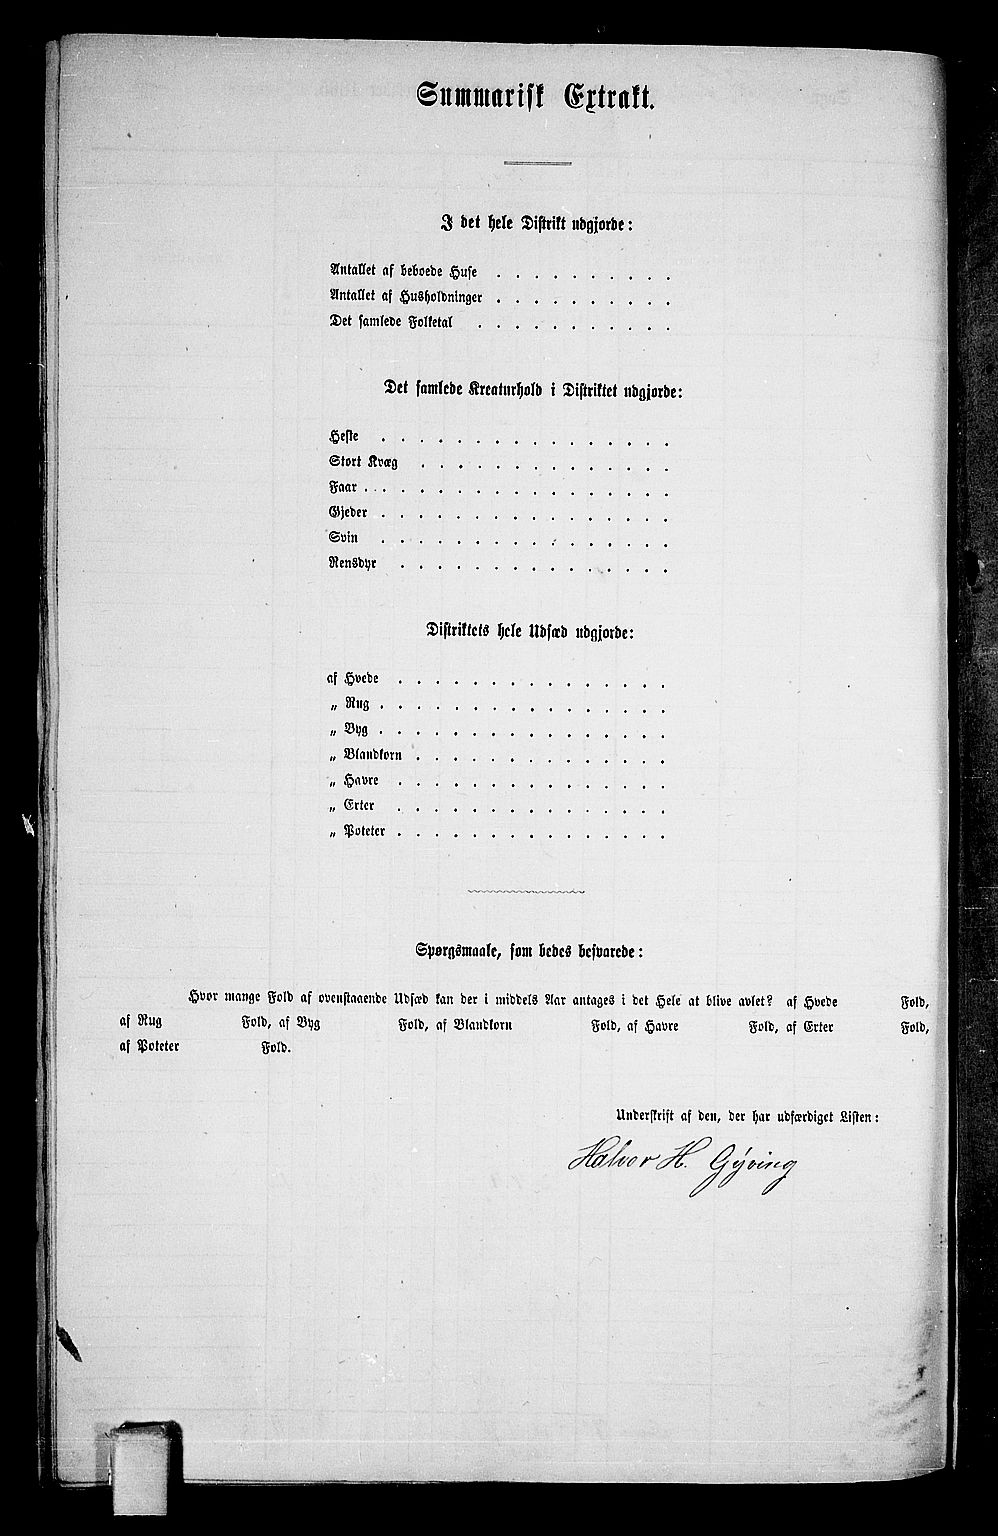 Summarisk Extrakt.
I det hele Distrikt udgjorde:
Antallet af beboede Huse . . . . . . . . . .
Antallet af Husholdninger . . . . . . . . . .
Det samlede Folketal . . . . . . . . . . .
Det samlede Kreaturhold i Distriktet udgjorde:
Heste . . . . . . . . . . . . . . . .
Stort Kvæg . . . . . . . . . . . . . .
Faar . . . . . . . . . . . . . . . . . .
Gjeder . . . . . . . . . . . . . . . .
Svin . . . . . . . . . . . . . . . .
Rensdyr . . . . . . . . . . . . . . .
Distriktets hele Udsæd udgjorde:
af Hvede . . . . . . . . . . . . . . .
„ Rug . . . . . . . . . . . . . . . .
„ Byg . . . . . . . . . . . . . . . .
„ Blandkorn . . . . . . . . . . . . . .
„ Havre . . . . . . . . . . . . . . .
„ Erter . . . . . . . . . . . . . . .
„ Poteter . . . . . . . . . . . . . . .
Spørgsmaale, som bedes besvarede:
Hvor mange Fold af ovenstaaende Udsæd kan der i middels Aar antages i det Hele at blive avlet? af Hvede Fold,
af Rug Fold, af Byg Fold, af Blandkorn Fold, af Havre Fold, af Erter Fold,
af Poteter Fold.
Underskrift af den, der har udfærdiget Listen:
Halvor H. Gýving